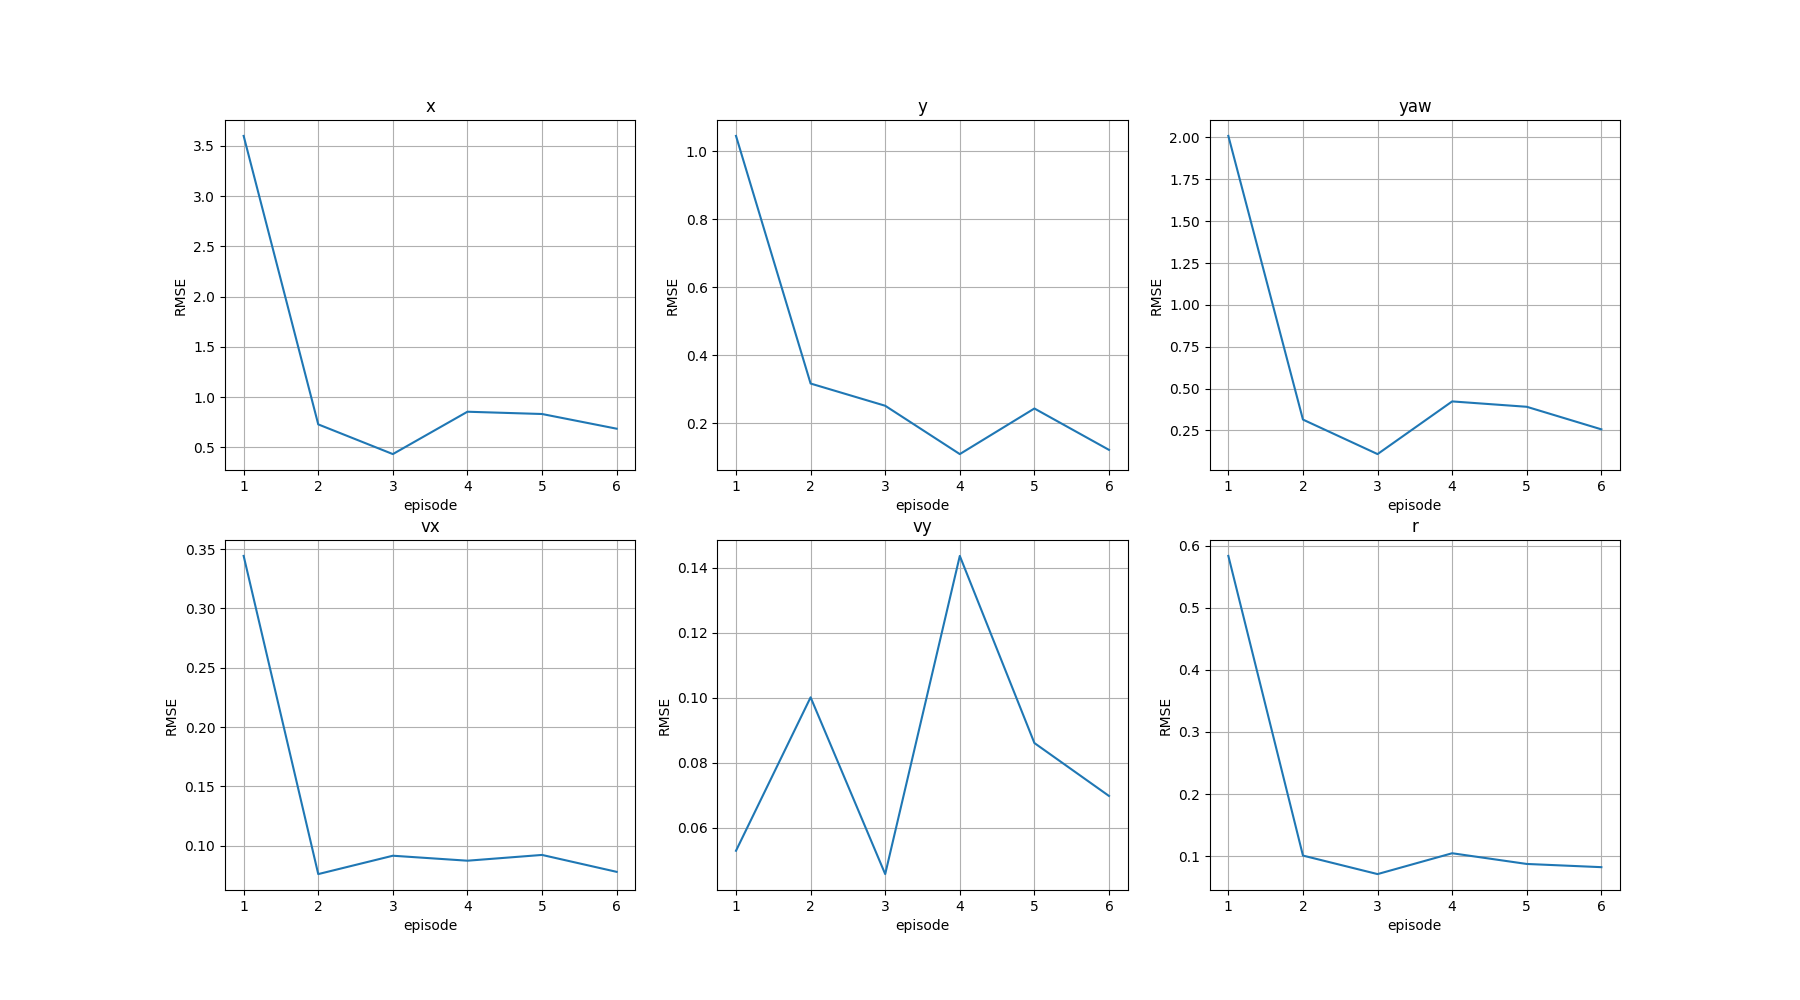 x
3.5
3.0
2.5
2.0
1.5
1.0
0.5
RMSE
1 2 3 4 5 6
episode
y
1.0
0.8
0.6
0.4
0.2
RMSE
1 2 3 4 5 6
episode
yaw
2.00
1.75
1.50
1.25
1.00
0.75
0.50
0.25
RMSE
1 2 3 4 5 6
episode
vx
0.35
0.30
0.25
0.20
0.15
0.10
RMSE
1 2 3 4 5 6
episode
vy
0.14
0.12
0.10
0.08
0.06
RMSE
1 2 3 4 5 6
episode
r
0.6
0.5
0.4
0.3
0.2
0.1
RMSE
1 2 3 4 5 6
episode